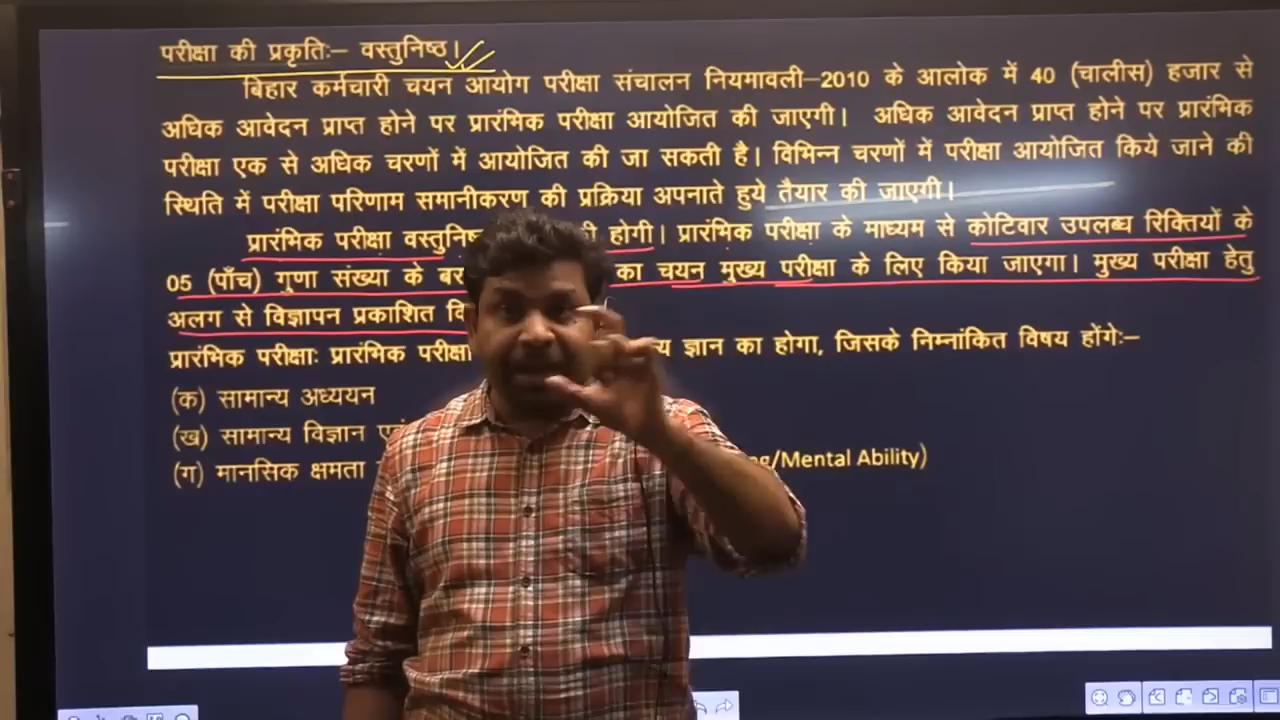 परीक्षा की प्रकृतिः– वस्तुनिष्ठ।
बिहार कर्मचारी चयन आयोग परीक्षा संचालन नियमावली–2010 के आलोक में 40 (चालीस) हजार से
अधिक आवेदन प्राप्त होने पर प्रारंभिक परीक्षा आयोजित की जाएगी। अधिक आवेदन प्राप्त होने पर प्रारंभिक
परीक्षा एक से अधिक चरणों में आयोजित की जा सकती है। विभिन्न चरणों में परीक्षा आयोजित किये जाने की
स्थिति में परीक्षा परिणाम समानीकरण की प्रक्रिया अपनाते हुये तैयार की जाएगी।
प्रारंभिक परीक्षा होगी। प्रारंभिक परीक्षा के माध्यम से कोटिवार उपलब्ध रिक्तियों के
05 (पाँच) गुणा संख्या के का चयन मुख्य परीक्षा के लिए किया जाएगा। मुख्य परीक्षा हेतु
अलग से विज्ञापन प्रकाशित
प्रारंभिक परीक्षाः प्रारंभिक परीक्षा ज्ञान का होगा, जिसके निम्नांकित विषय होंगेः–
(क) सामान्य अध्ययन
(ख) सामान्य विज्ञान
(ग) मानसिक क्षमता /Mental Ability)